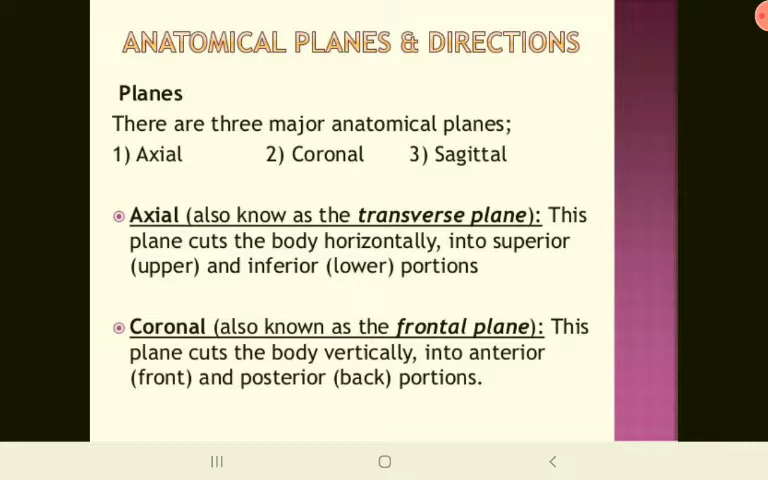 ANATOMICAL PLANES & DIRECTIONS
Planes
There are three major anatomical planes;
1) Axial 2) Coronal 3) Sagittal
Axial (also know as the transverse plane): This
plane cuts the body horizontally, into superior
(upper) and inferior (lower) portions
Coronal (also known as the frontal plane): This
plane cuts the body vertically, into anterior
(front) and posterior (back) portions.